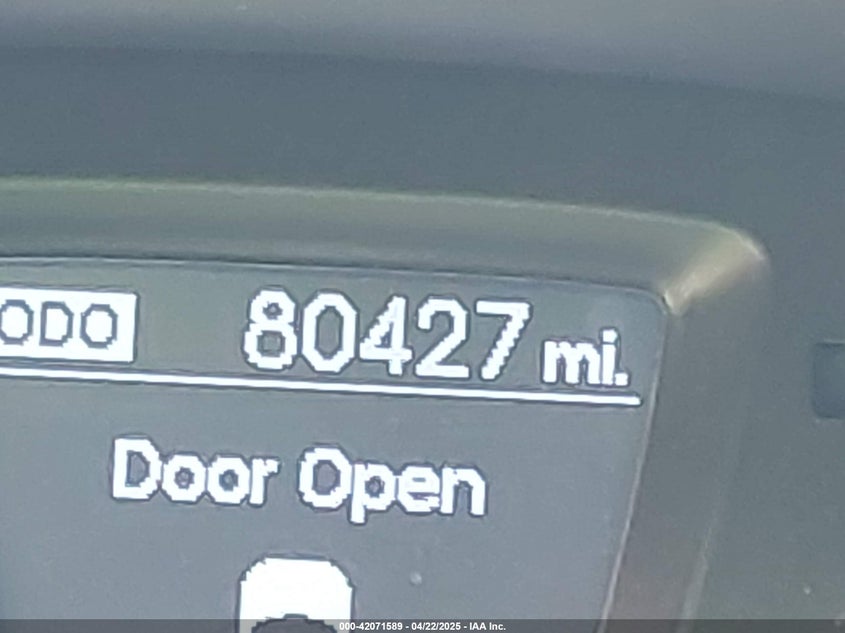 ODO 80427 mi.
Door Open
000-42071589 - 04/22/2025 - IAA Inc.